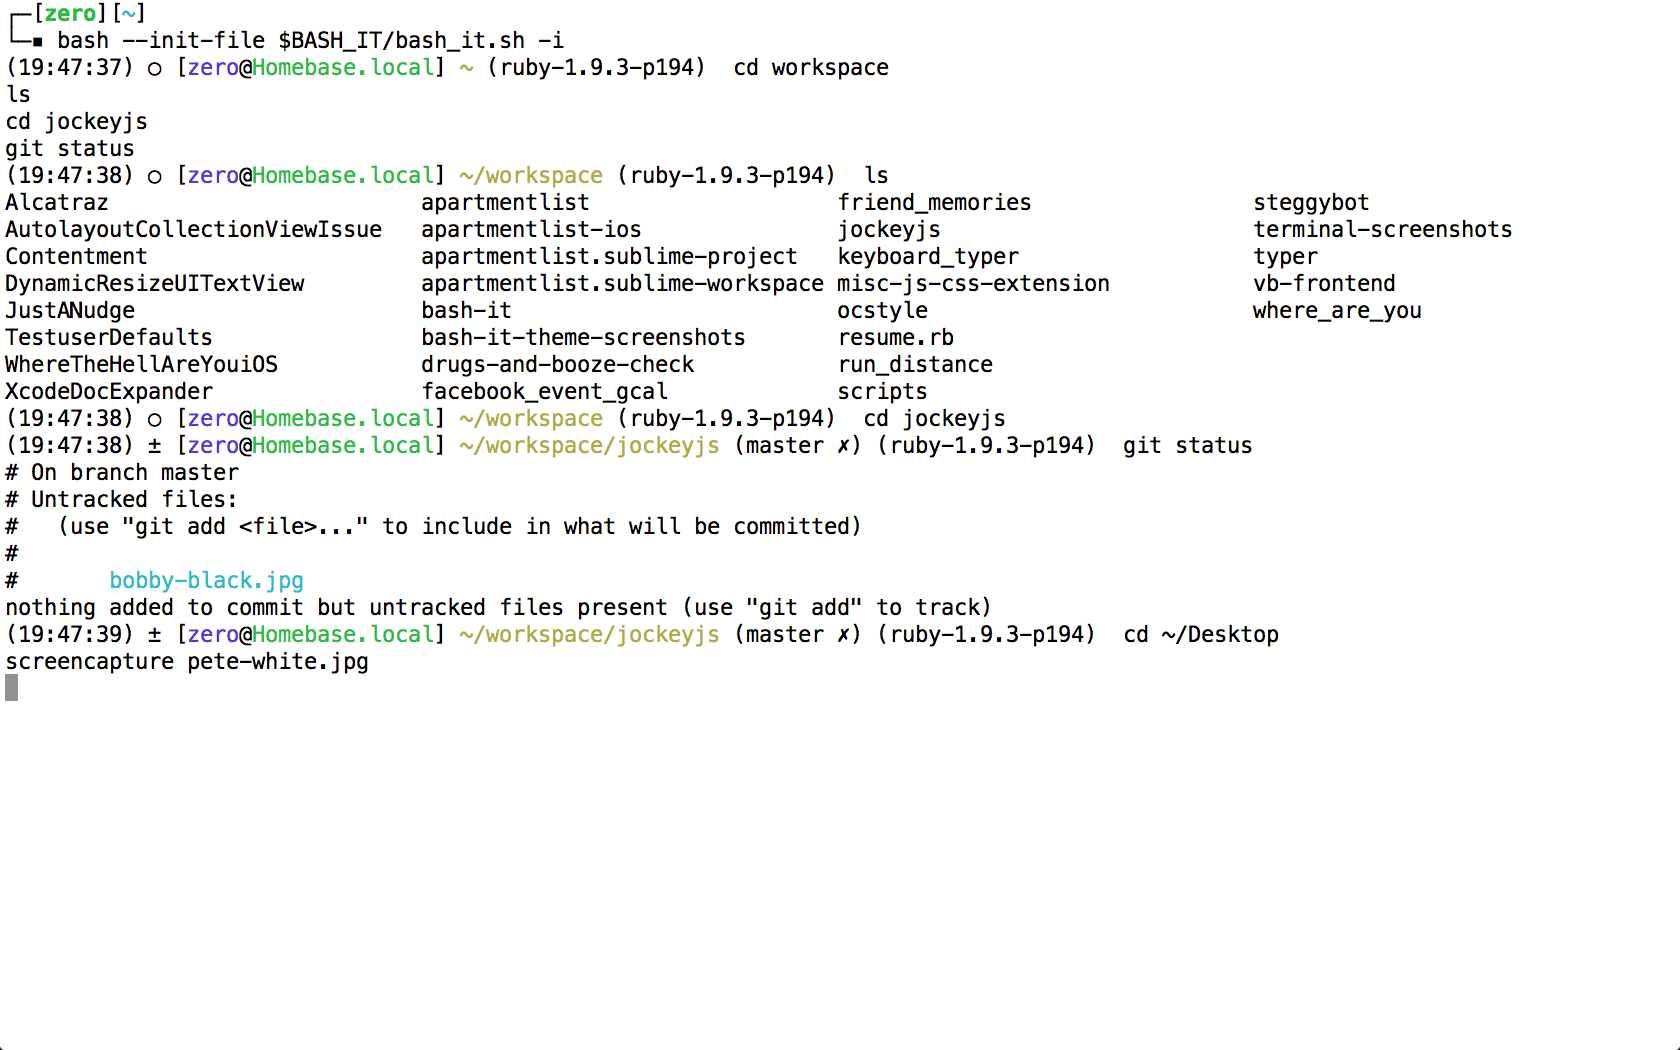 ┌─[zero][~]
└─▪ bash --init-file $BASH_IT/bash_it.sh -i
(19:47:37) ○ [zero@Homebase.local] ~ (ruby-1.9.3-p194)  cd workspace
ls
cd jockeyjs
git status
(19:47:38) ○ [zero@Homebase.local] ~/workspace (ruby-1.9.3-p194)  ls
Alcatraz                        apartmentlist                   friend_memories                 steggybot
AutolayoutCollectionViewIssue   apartmentlist-ios               jockeyjs                        terminal-screenshots
Contentment                     apartmentlist.sublime-project   keyboard_typer                  typer
DynamicResizeUITextView         apartmentlist.sublime-workspace misc-js-css-extension           vb-frontend
JustANudge                      bash-it                         ocstyle                         where_are_you
TestuserDefaults                bash-it-theme-screenshots       resume.rb
WhereTheHellAreYouiOS           drugs-and-booze-check           run_distance
XcodeDocExpander                facebook_event_gcal             scripts
(19:47:38) ○ [zero@Homebase.local] ~/workspace (ruby-1.9.3-p194)  cd jockeyjs
(19:47:38) ± [zero@Homebase.local] ~/workspace/jockeyjs (master ✗) (ruby-1.9.3-p194)  git status
# On branch master
# Untracked files:
#   (use "git add <file>..." to include in what will be committed)
#
#       bobby-black.jpg
nothing added to commit but untracked files present (use "git add" to track)
(19:47:39) ± [zero@Homebase.local] ~/workspace/jockeyjs (master ✗) (ruby-1.9.3-p194)  cd ~/Desktop
screencapture pete-white.jpg